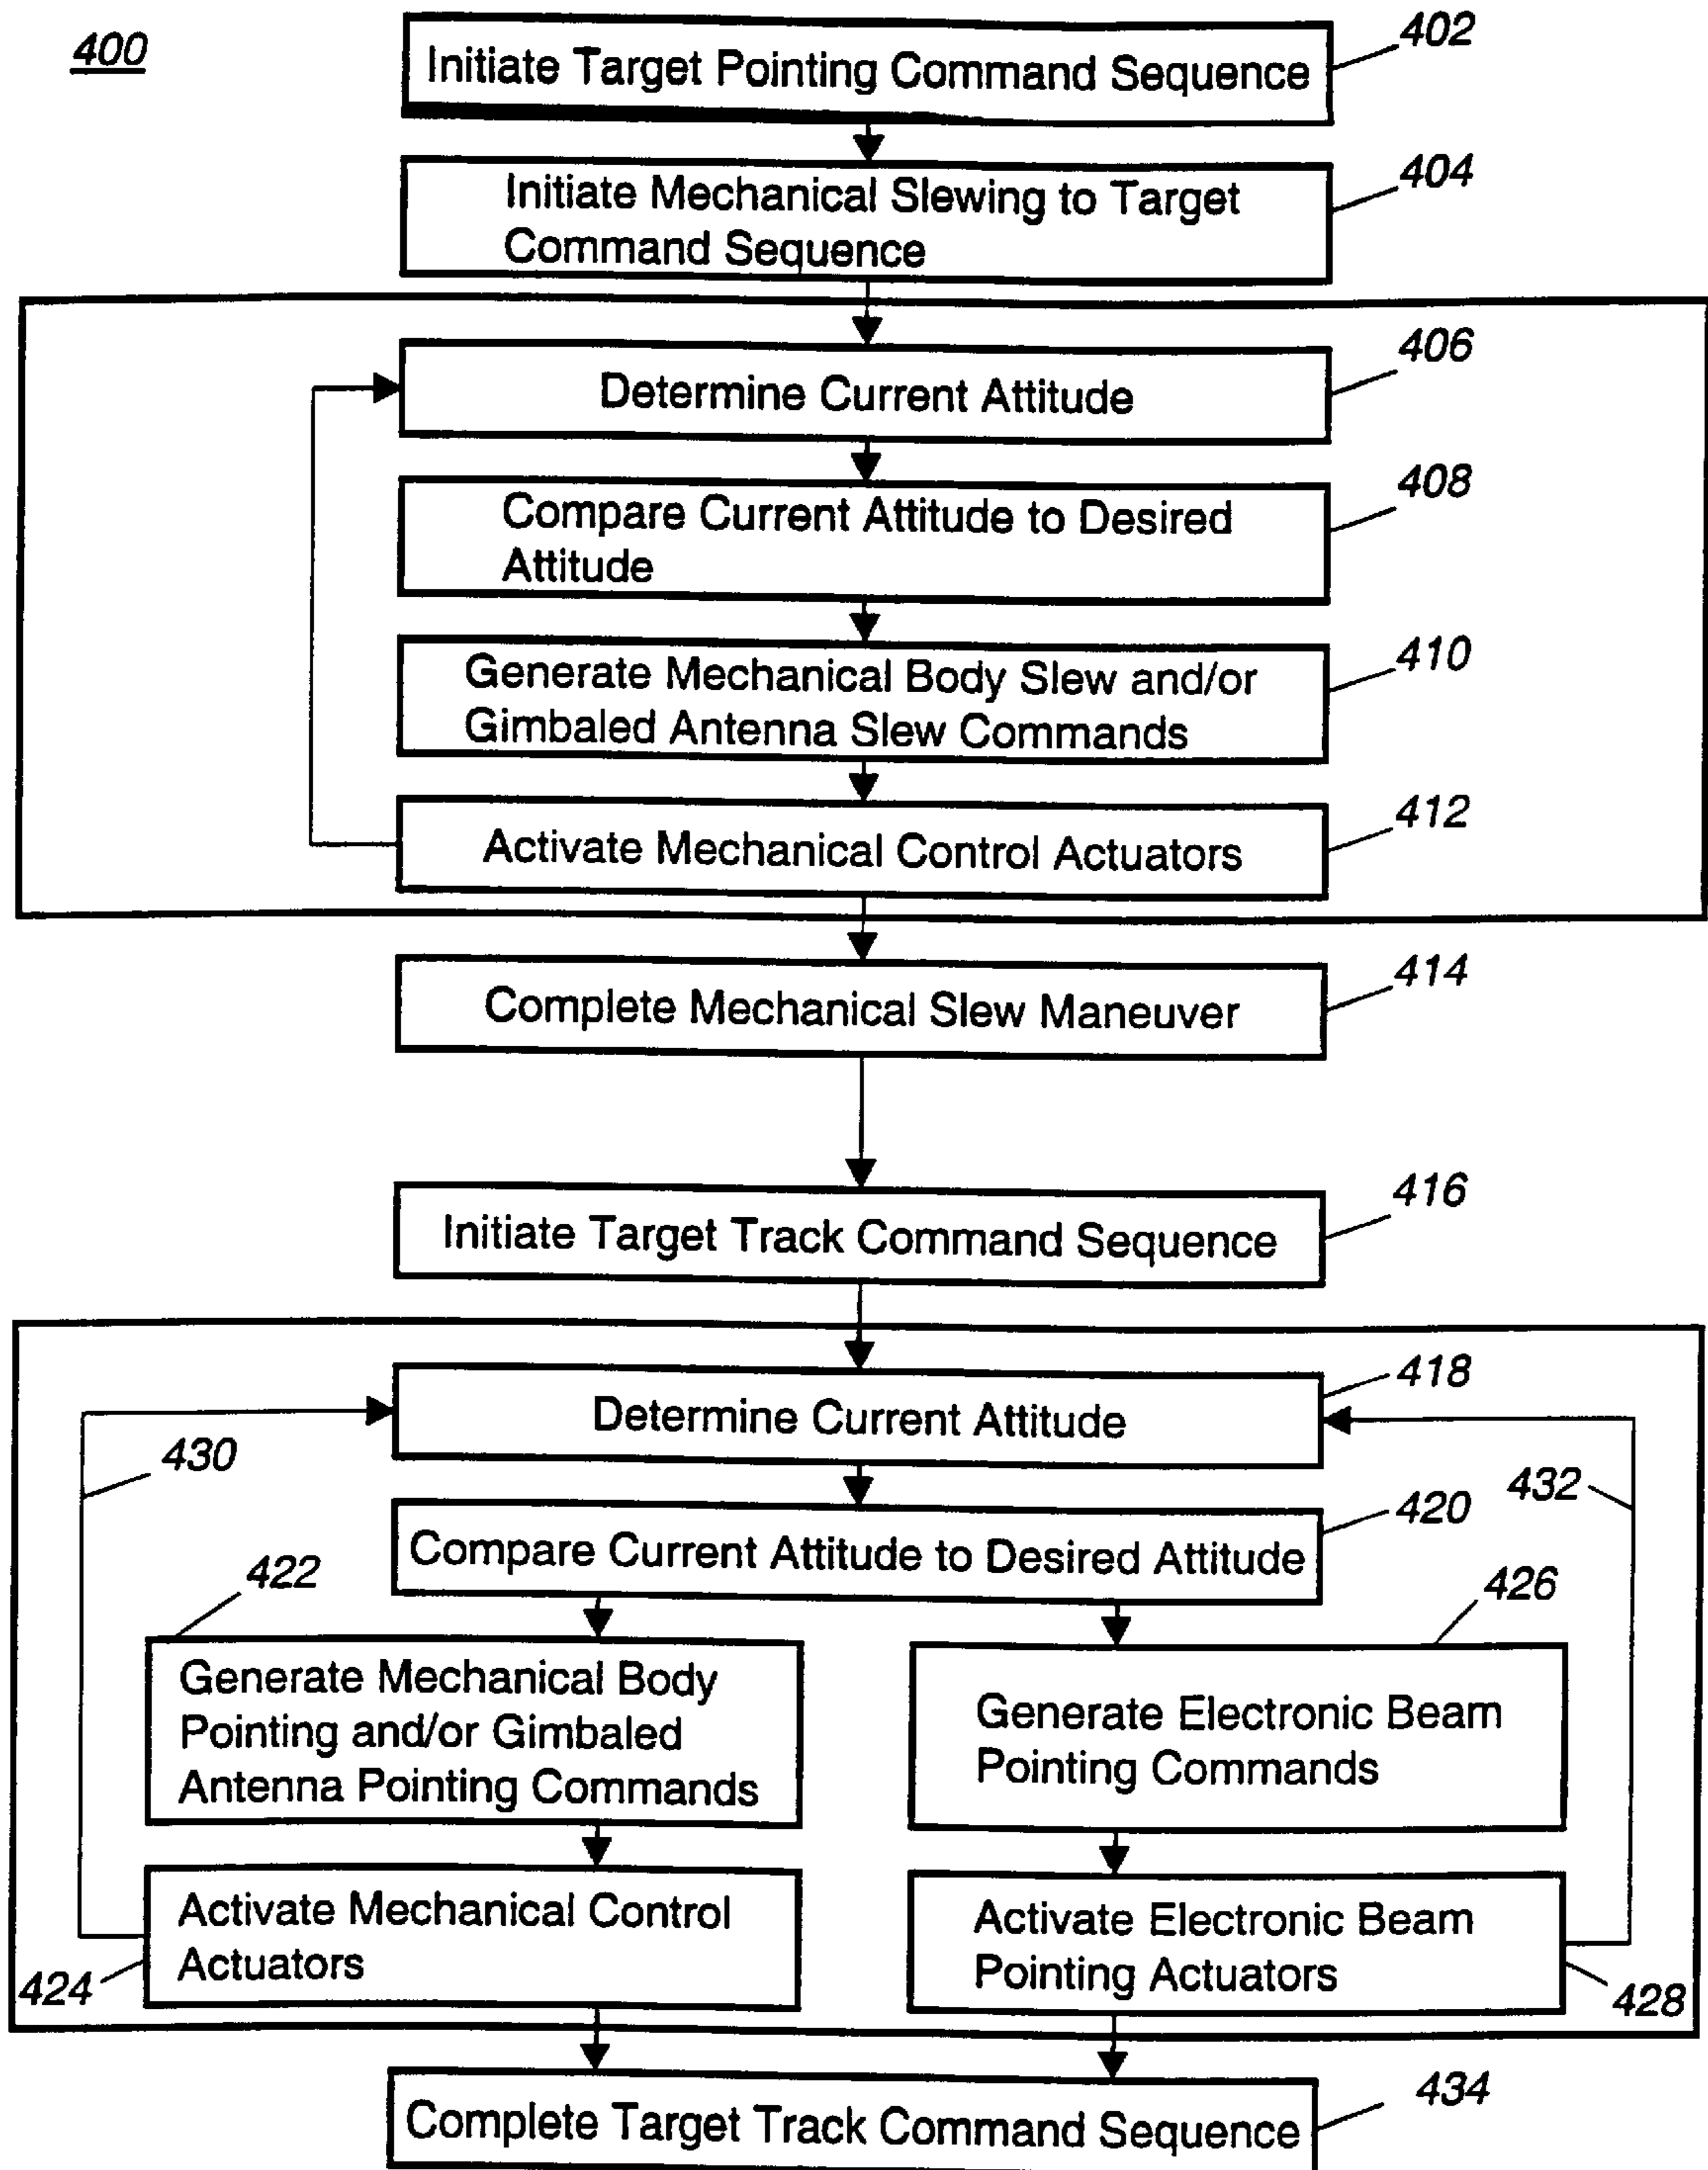 400
Initiate Target Pointing Command Sequence
402
Initiate Mechanical Slewing to Target
Command Sequence
404
Determine Current Attitude
406
Compare Current Attitude to Desired
Attitude
408
Generate Mechanical Body Slew and/or
Gimbaled Antenna Slew Commands
410
Activate Mechanical Control Actuators
412
Complete Mechanical Slew Maneuver
414
Initiate Target Track Command Sequence
416
Determine Current Attitude
418
430
432
Compare Current Attitude to Desired Attitude
420
422
Generate Mechanical Body
Pointing and/or Gimbaled
Antenna Pointing Commands
426
Generate Electronic Beam
Pointing Commands
Activate Mechanical Control
Actuators
424
Activate Electronic Beam
Pointing Actuators
428
Complete Target Track Command Sequence
434